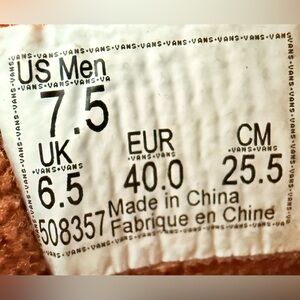 US Men
7.5
UK EUR CM
6.5 40.0 25.5
508357 Made in China
Fabrique en Chine